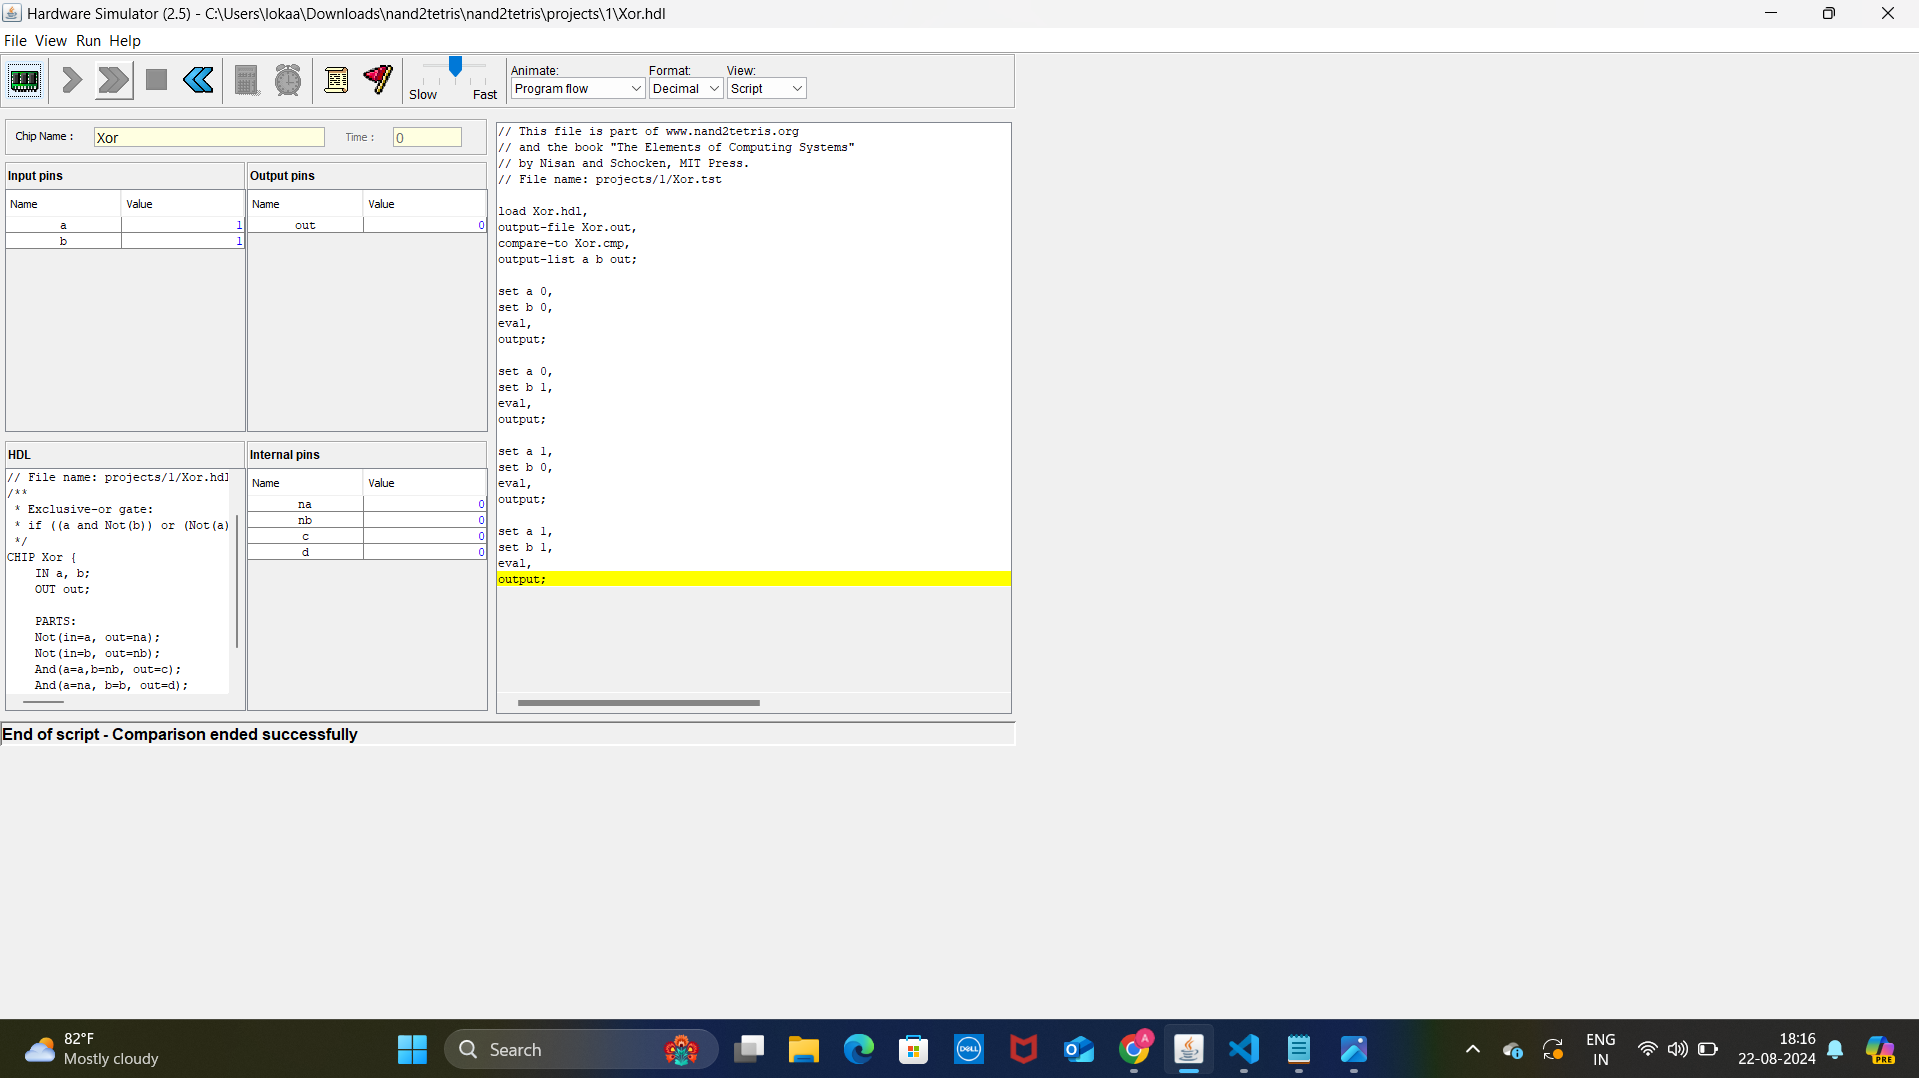 Hardware Simulator (2.5) - C:\Users\lokaa\Downloads\nand2tetris\nand2tetris\projects\1\Xor.hdl
File View Run Help
Slow Fast
Animate: Format: View:
Program flow Decimal Script
Chip Name : Xor Time : 0
Input pins
Name Value
a 1
b 1
Output pins
Name Value
out 0
HDL
// File name: projects/1/Xor.hdl
/**
* Exclusive-or gate:
* if ((a and Not(b)) or (Not(a)
*/
CHIP Xor {
IN a, b;
OUT out;
PARTS:
Not(in=a, out=na);
Not(in=b, out=nb);
And(a=a,b=nb, out=c);
And(a=na, b=b, out=d);
Internal pins
Name Value
na 0
nb 0
c 0
d 0
// This file is part of www.nand2tetris.org
// and the book "The Elements of Computing Systems"
// by Nisan and Schocken, MIT Press.
// File name: projects/1/Xor.tst
load Xor.hdl,
output-file Xor.out,
compare-to Xor.cmp,
output-list a b out;
set a 0,
set b 0,
eval,
output;
set a 0,
set b 1,
eval,
output;
set a 1,
set b 0,
eval,
output;
set a 1,
set b 1,
eval,
output;
End of script - Comparison ended successfully
82°F
Mostly cloudy
Search
DELL
A
ENG
IN
18:16
22-08-2024
PRE